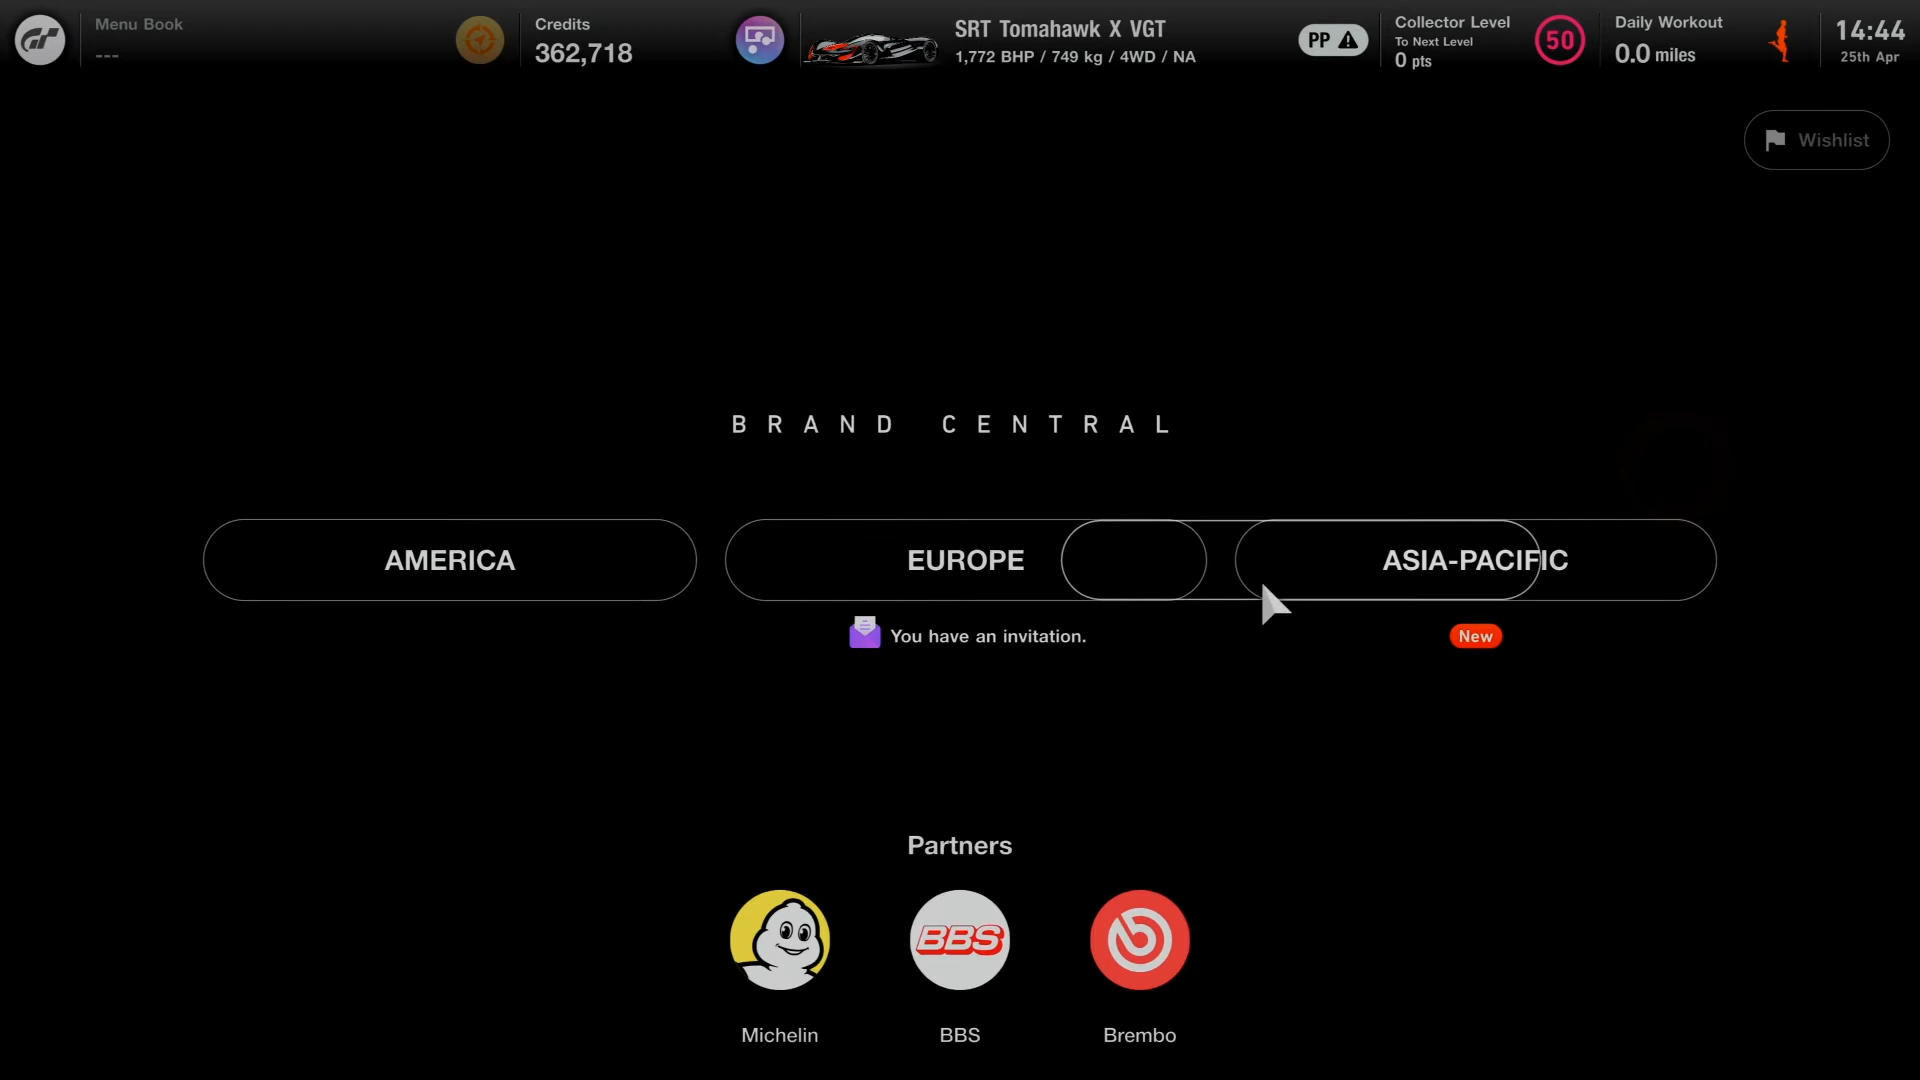 Menu Book
---
Credits
362,718
SRT Tomahawk X VGT
1,772 BHP / 749 kg / 4WD / NA
PP
Collector Level
To Next Level
0 pts
50
Daily Workout
0.0 miles
14:44
25th Apr
Wishlist
BRAND CENTRAL
AMERICA
EUROPE
ASIA-PACIFIC
You have an invitation.
New
Partners
BBS
Michelin
BBS
Brembo